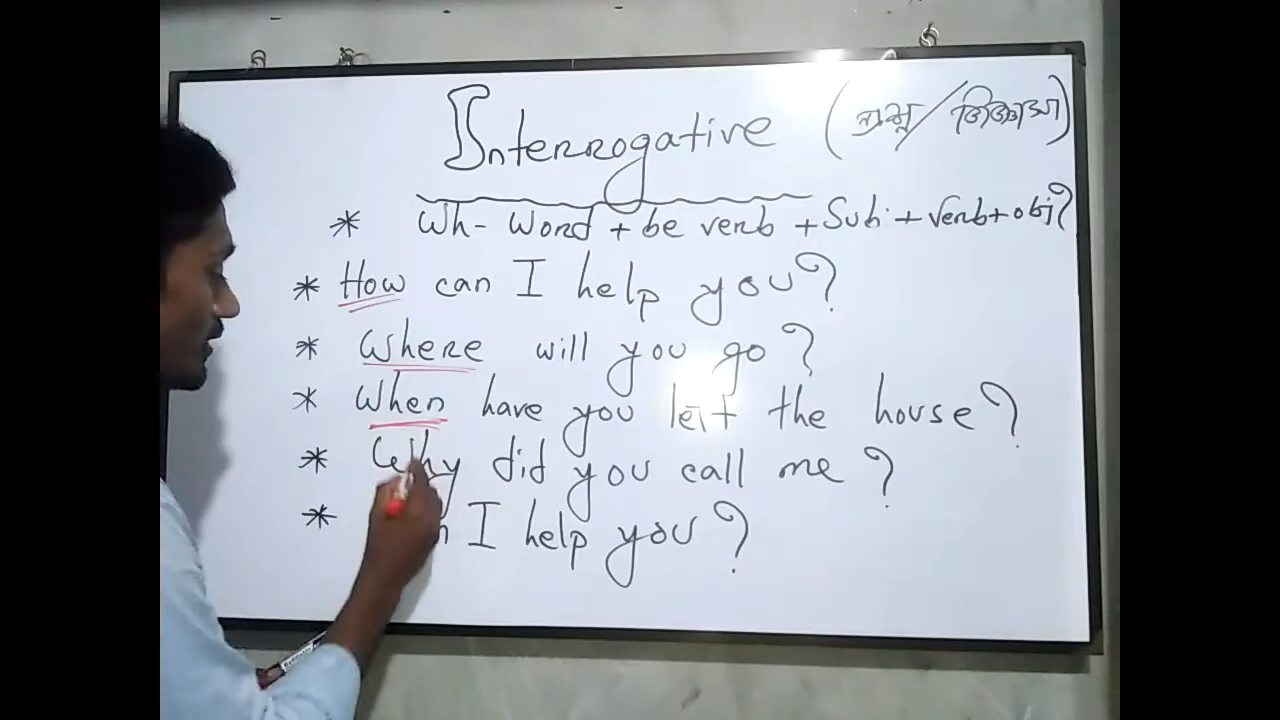 Interrogative (প্রশ্ন/জিজ্ঞাসা)
* Wh- Word + be verb + Sub + Verb + obj?
* How can I help you?
* Where will you go?
* When have you left the house?
* Why did you call me?
* I help you?